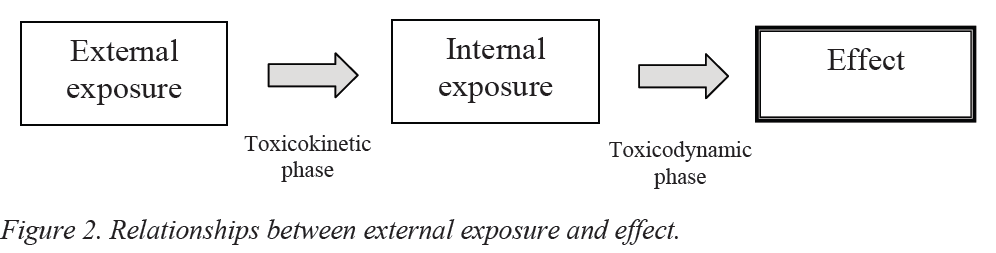 External
exposure
Internal
exposure
Effect
Toxicokinetic
phase
Toxicodynamic
phase
Figure 2. Relationships between external exposure and effect.